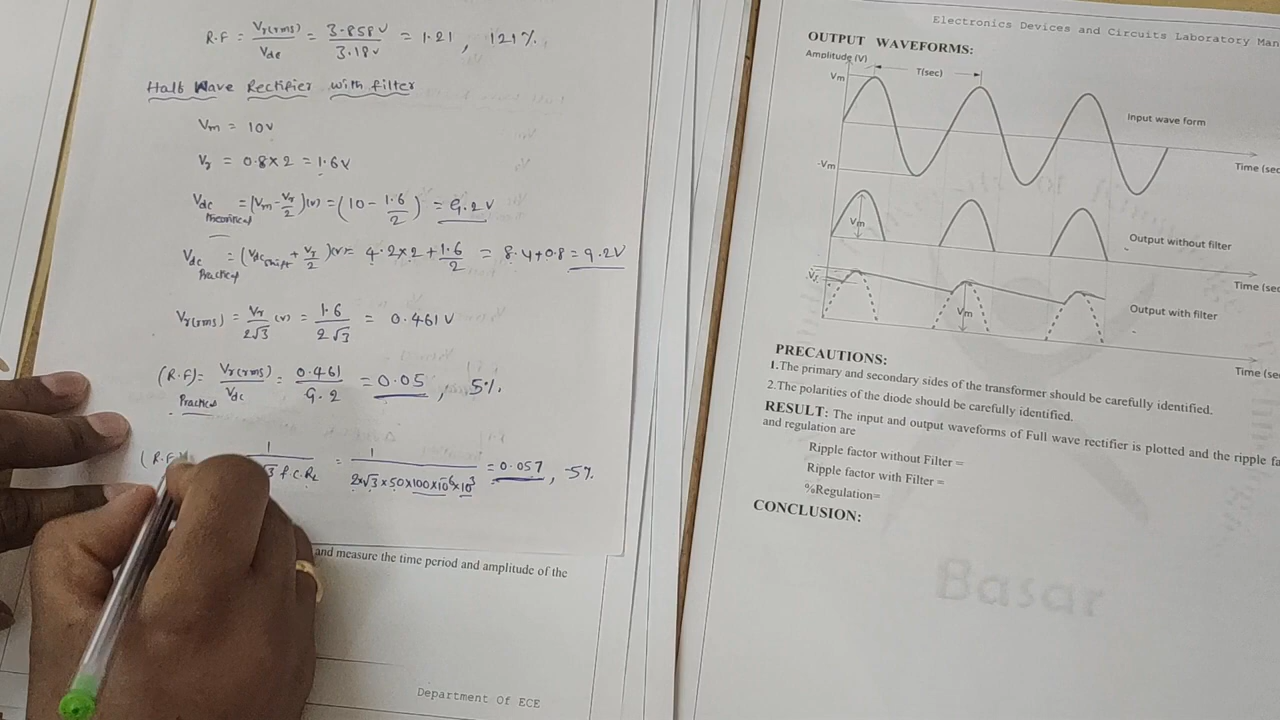 R.F = Vr(rms)/Vdc = 3.858V/3.18V = 1.21, 121%
Half Wave Rectifier with filter
Vm = 10V
Vr = 0.8×2 = 1.6V
Vdc Theoritical = (Vm-Vr/2)(v) = (10-1.6/2) = 9.2V
Vdc Practical = (Vdc shift + Vr/2)(v) = 4.2×2+1.6/2 = 8.4+0.8 = 9.2V
Vr(rms) = Vr/2√3 (v) = 1.6/2√3 = 0.461V
(R.F) Practical = Vr(rms)/Vdc = 0.461/9.2 = 0.05, 5%.
(R.F) 1/√3 f C RL = 1/2×√3×50×100×10^-6×10^3 = 0.057, 5%.
and measure the time period and amplitude of the
Department Of ECE
Electronics Devices and Circuits Laboratory Man
OUTPUT WAVEFORMS:
Amplitude (V)
Vm
T(sec)
Input wave form
-Vm
Time (sec
Vm
Output without filter
Time (sec
Vr
Vm
Output with filter
Time (sec
PRECAUTIONS:
1.The primary and secondary sides of the transformer should be carefully identified.
2.The polarities of the diode should be carefully identified.
RESULT: The input and output waveforms of Full wave rectifier is plotted and the ripple fa
and regulation are
Ripple factor without Filter =
Ripple factor with Filter =
%Regulation=
CONCLUSION:
Basar